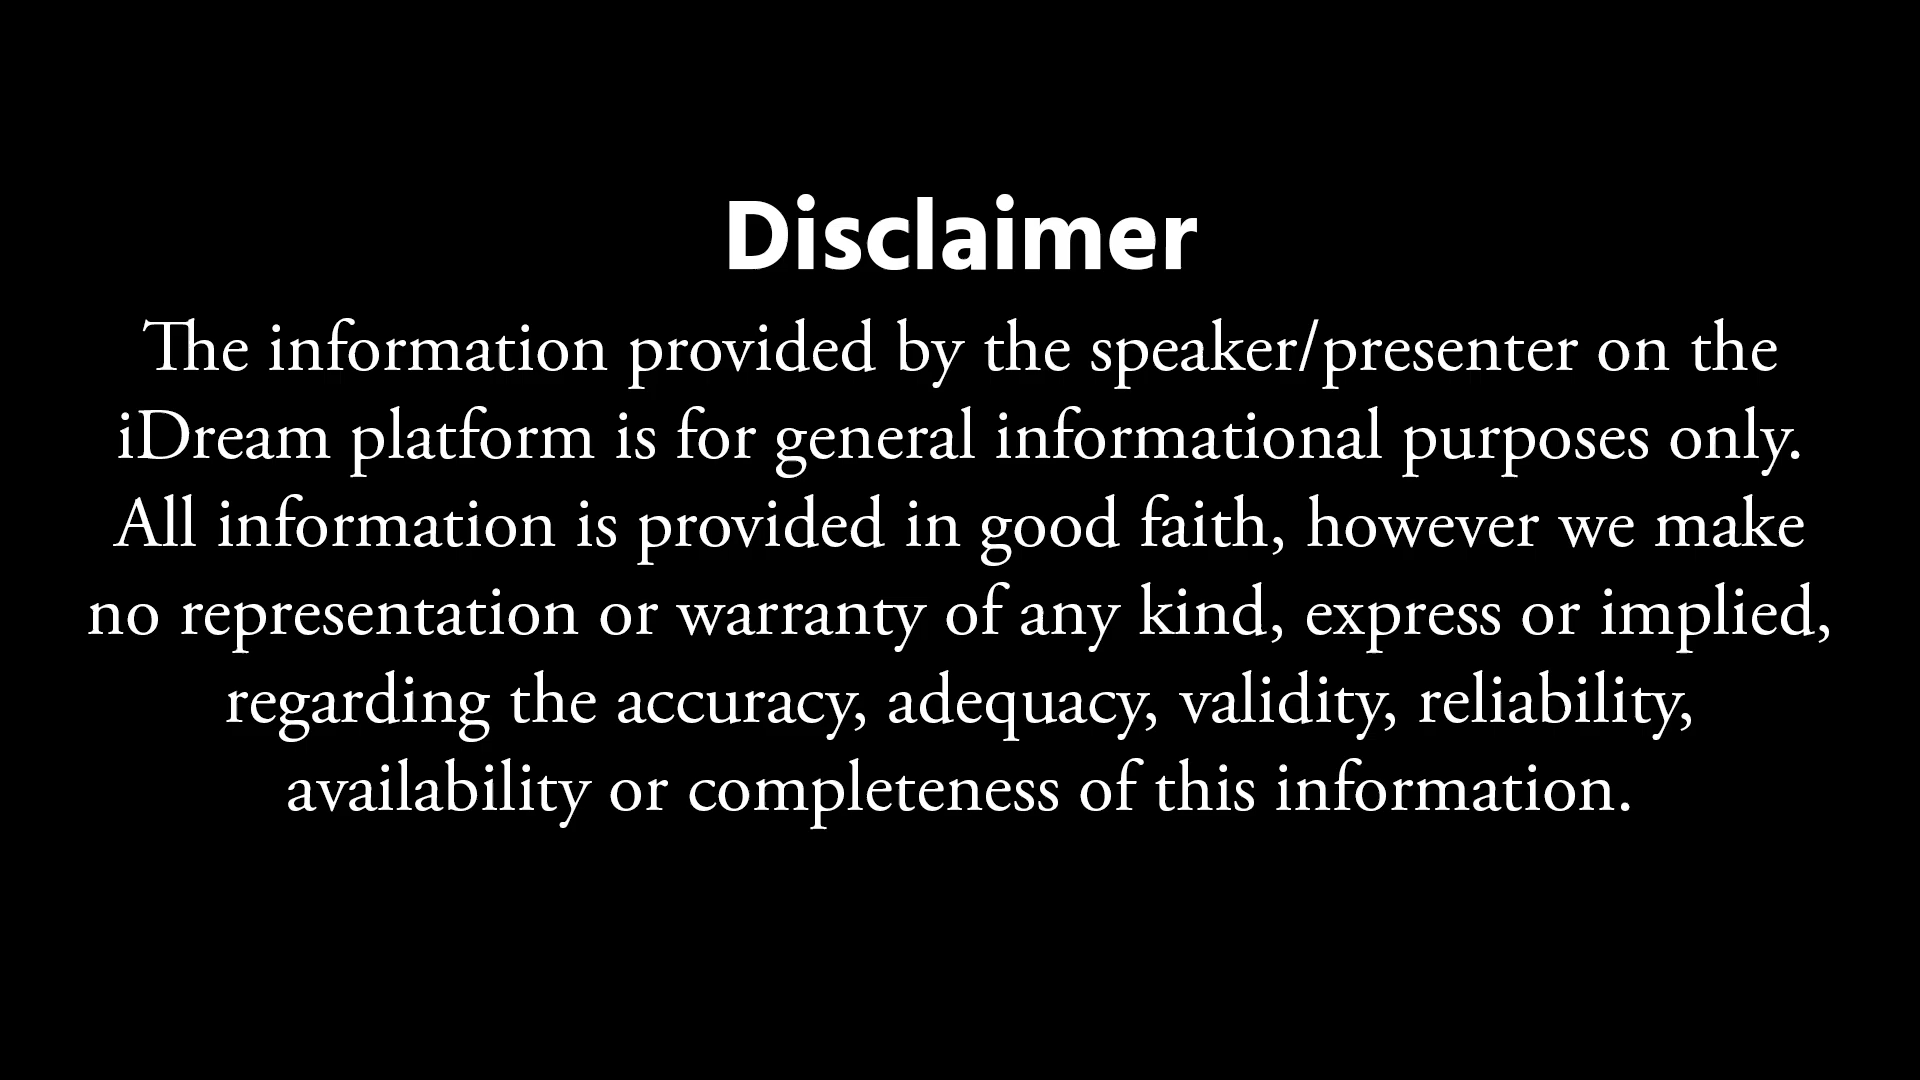 Disclaimer
The information provided by the speaker/presenter on the
iDream platform is for general informational purposes only.
All information is provided in good faith, however we make
no representation or warranty of any kind, express or implied,
regarding the accuracy, adequacy, validity, reliability,
availability or completeness of this information.